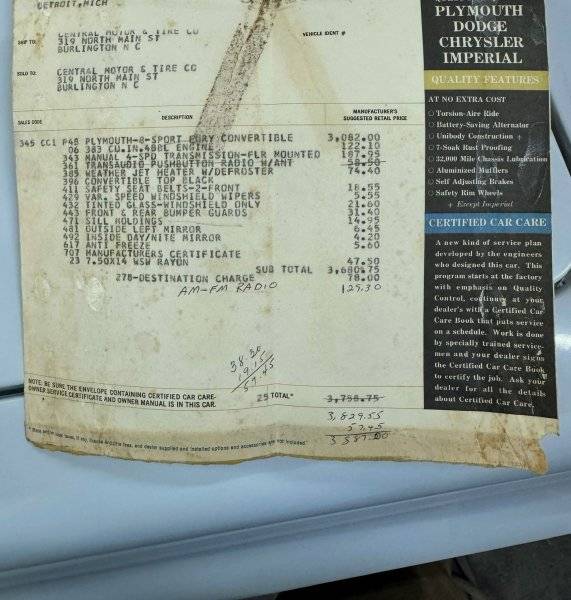 DETROIT, MICH
SHIP TO:
CENTRAL MOTOR & TIRE CO
319 NORTH MAIN ST
BURLINGTON N C
VEHICLE IDENT #
SOLD TO:
CENTRAL MOTOR & TIRE CO
319 NORTH MAIN ST
BURLINGTON N C
SALES CODE DESCRIPTION MANUFACTURER'S SUGGESTED RETAIL PRICE
345 CC1 P48 PLYMOUTH-8-SPORT FURY CONVERTIBLE 3,082.00
06 383 CU.IN.4BBL ENGINE 122.10
343 MANUAL 4-SPD TRANSMISSION-FLR MOUNTED 187.95
361 TRANSAUDIO PUSHBUTTON RADIO W/ANT 58.50
385 WEATHER JET HEATER W/DEFROSTER 74.40
396 CONVERTIBLE TOP BLACK
411 SAFETY SEAT BELTS-2-FRONT 18.55
429 VAR. SPEED WINDSHIELD WIPERS 5.55
432 TINTED GLASS-WINDSHIELD ONLY 21.60
443 FRONT & REAR BUMPER GUARDS 31.40
471 SILL MOLDINGS 14.95
481 OUTSIDE LEFT MIRROR 6.45
492 INSIDE DAY/NITE MIRROR 4.20
617 ANTI FREEZE 5.60
707 MANUFACTURERS CERTIFICATE
23 7.50X14 WSW RAYON 47.50
SUB TOTAL 3,680.75
278-DESTINATION CHARGE 78.00
AM-FM RADIO 129.30
38.30
19.15
57.45
NOTE: BE SURE THE ENVELOPE CONTAINING CERTIFIED CAR CARE-
OWNER SERVICE CERTIFICATE AND OWNER MANUAL IS IN THIS CAR.
25 TOTAL* 3,758.75
3,829.55
57.45
dealer supplied and installed options and accessories are not included
PLYMOUTH
DODGE
CHRYSLER
IMPERIAL
QUALITY FEATURES
AT NO EXTRA COST
Torsion-Aire Ride
Battery-Saving Alternator
Unibody Construction +
7-Soak Rust Proofing
32,000 Mile Chassis Lubrication
Aluminized Mufflers
Self Adjusting Brakes
Safety Rim Wheels
+ Except Imperial
CERTIFIED CAR CARE
A new kind of service plan
developed by the engineers
who designed this car. This
program starts at the factory
with emphasis on Quality
Control, continues at your
dealer's with a Certified Car
Care Book that puts service
on a schedule. Work is done
by specially trained service-
men and your dealer signs
the Certified Car Care Book
to certify the job. Ask your
dealer for all the details
about Certified Car Care.